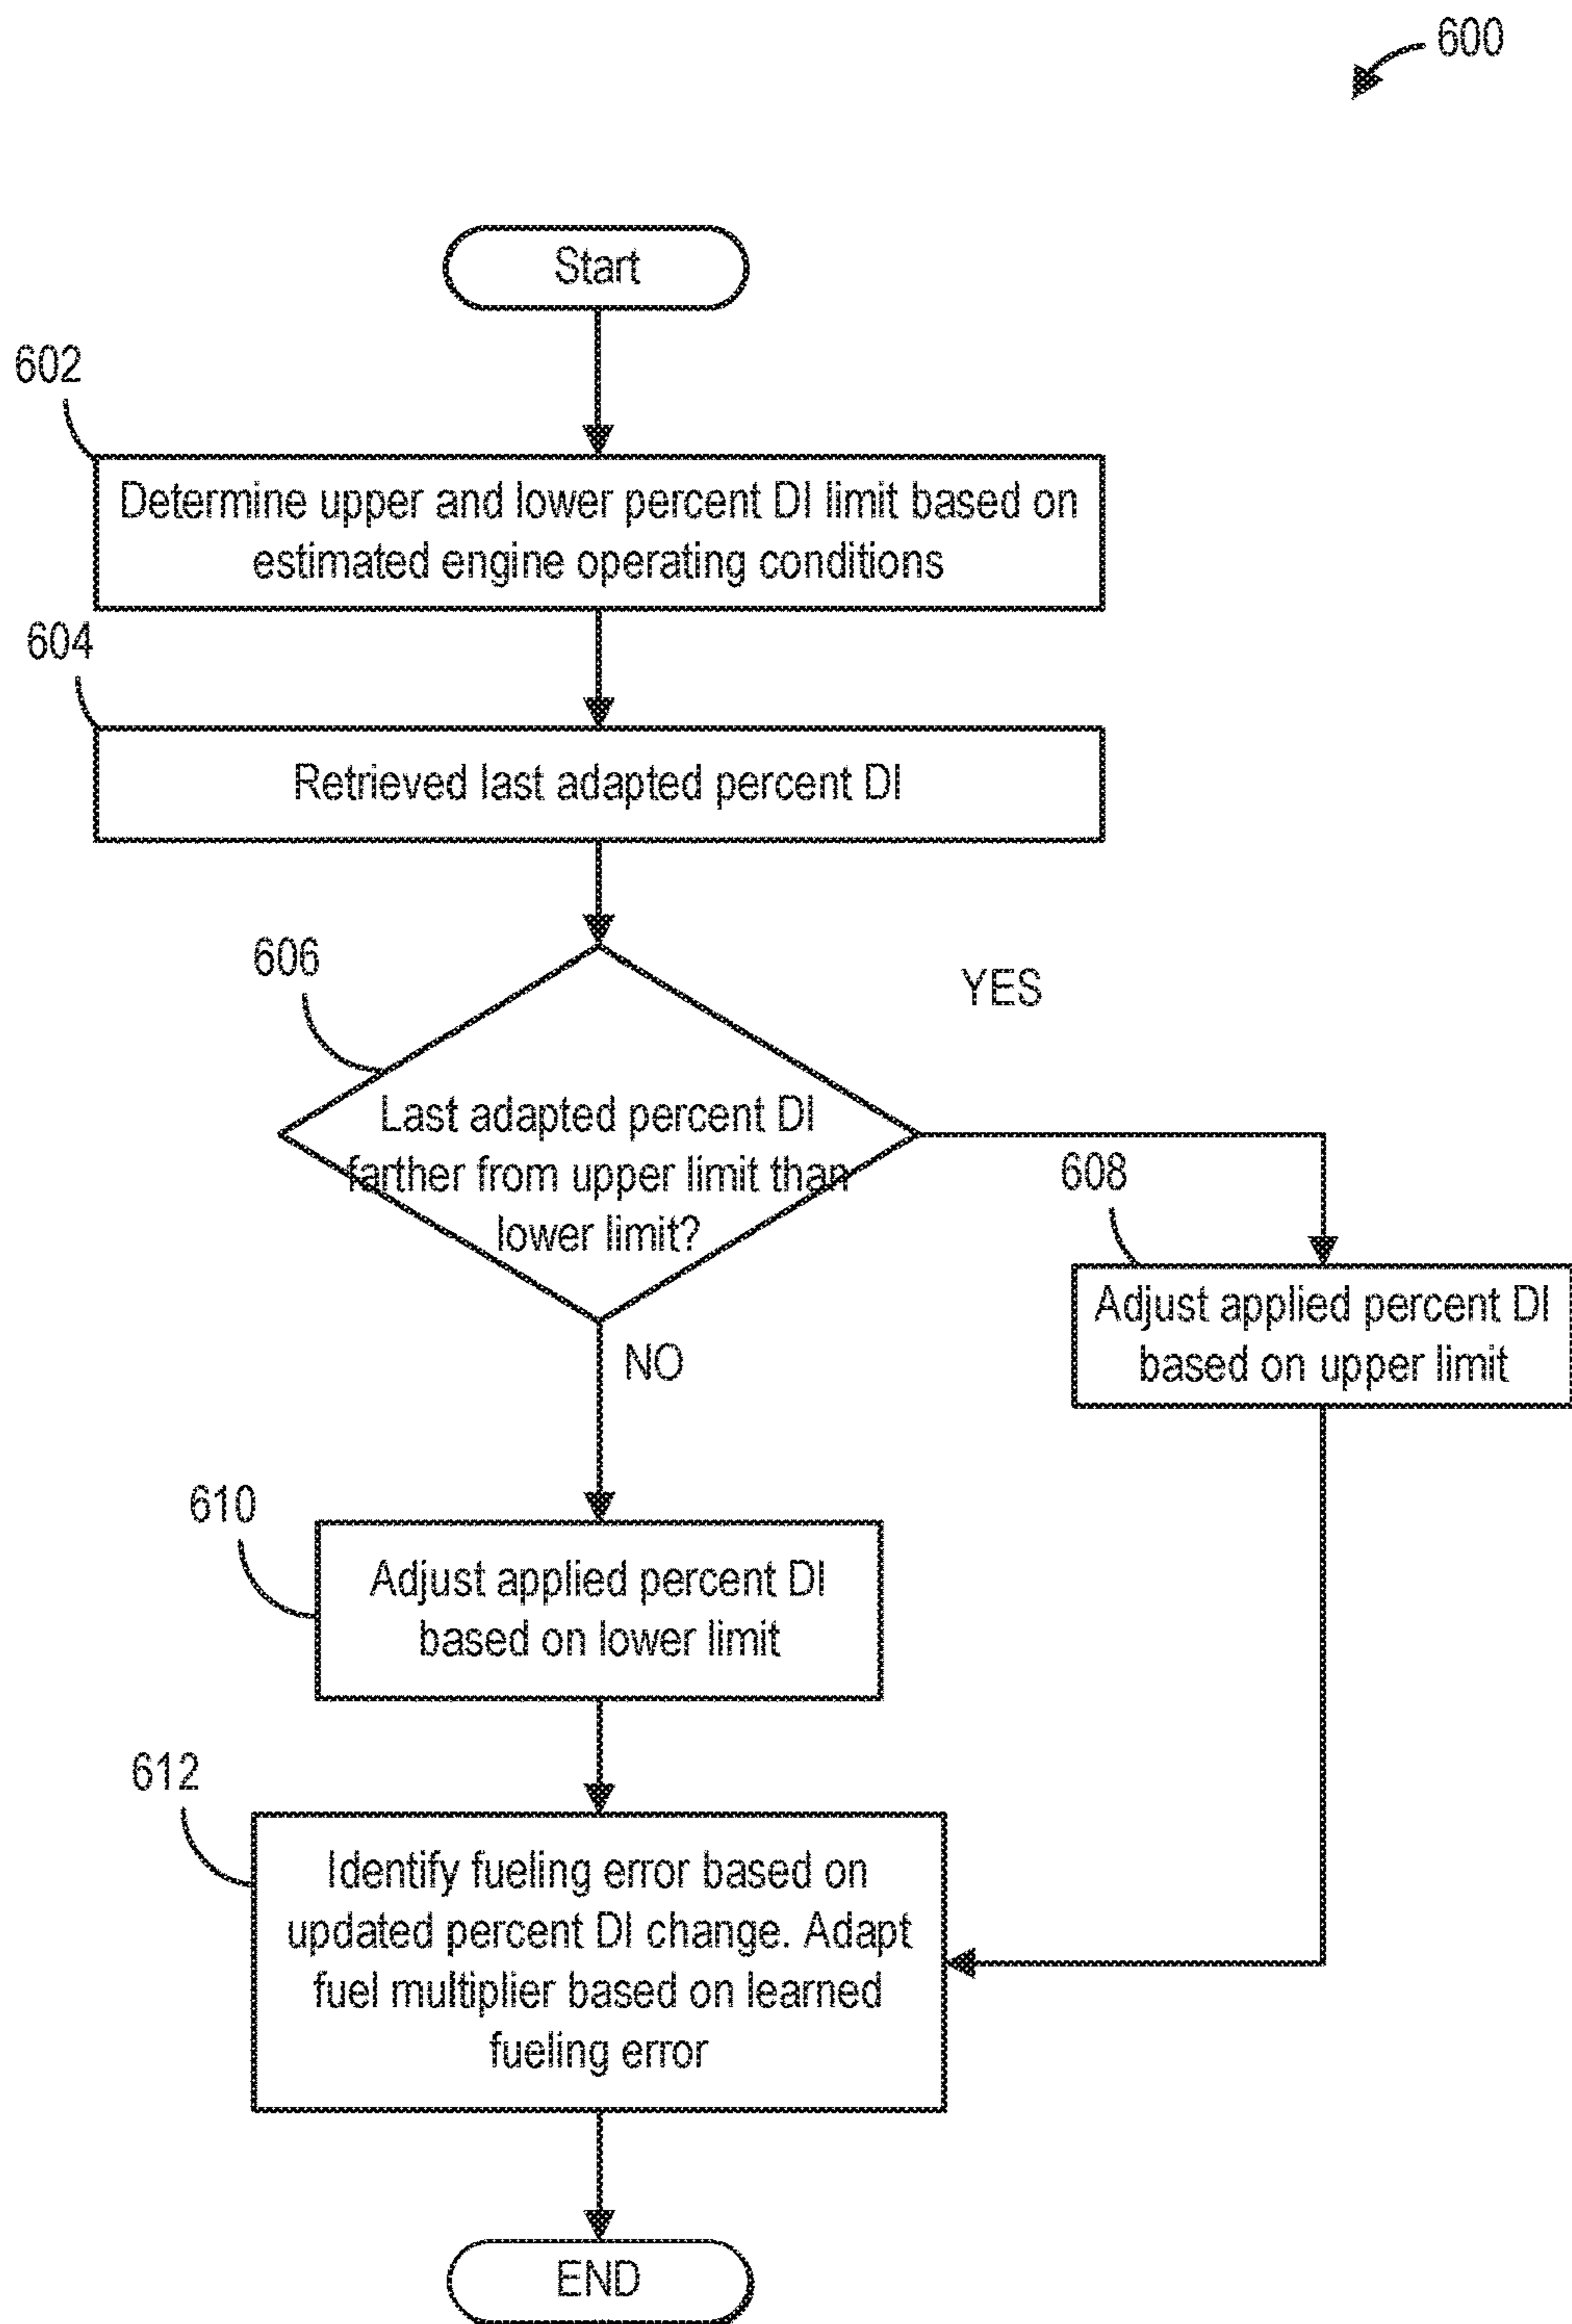 600
Start
602
Determine upper and lower percent DI limit based on
estimated engine operating conditions
604
Retrieved last adapted percent DI
606
YES
Last adapted percent DI
farther from upper limit than
lower limit?
608
Adjust applied percent DI
based on upper limit
NO
610
Adjust applied percent DI
based on lower limit
612
Identify fueling error based on
updated percent DI change. Adapt
fuel multiplier based on learned
fueling error
END